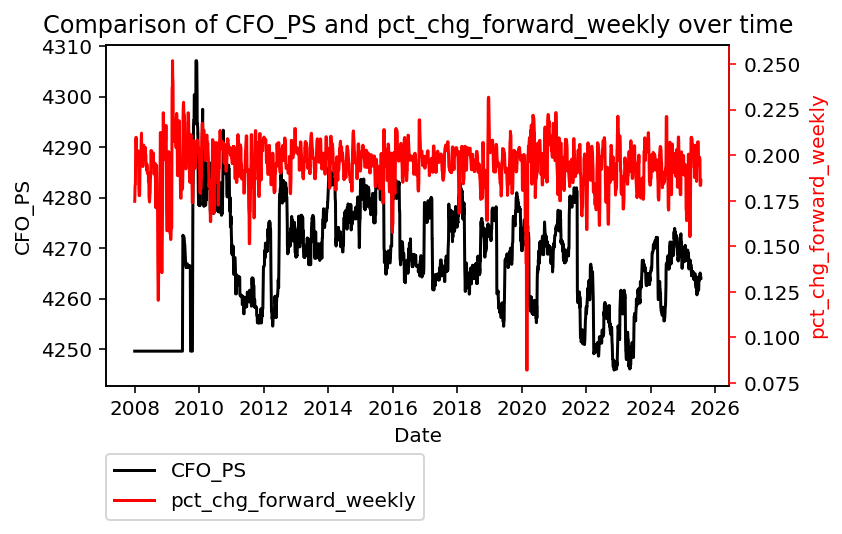 Comparison of CFO_PS and pct_chg_forward_weekly over time
4310
4300
4290
4280
4270
4260
4250
CFO_PS
0.250
0.225
0.200
0.175
0.150
0.125
0.100
0.075
pct_chg_forward_weekly
2008 2010 2012 2014 2016 2018 2020 2022 2024 2026
Date
CFO_PS
pct_chg_forward_weekly